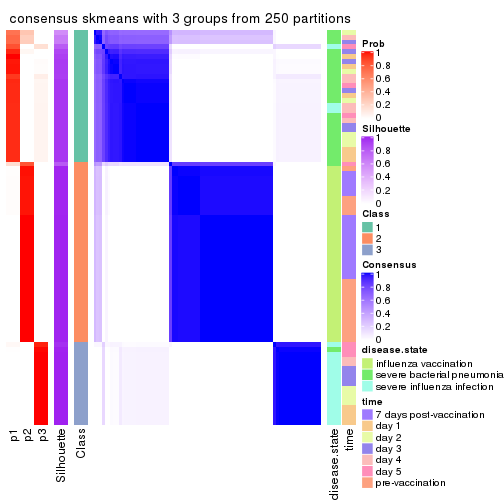 consensus skmeans with 3 groups from 250 partitions
Prob
1
0.8
0.6
0.4
0.2
0
Silhouette
1
0.8
0.6
0.4
0.2
0
Class
1
2
3
Consensus
1
0.8
0.6
0.4
0.2
0
disease.state
influenza vaccination
severe bacterial pneumonia
severe influenza infection
time
7 days post-vaccination
day 1
day 2
day 3
day 4
day 5
pre-vaccination
p1
p2
p3
Silhouette
Class
disease.state
time